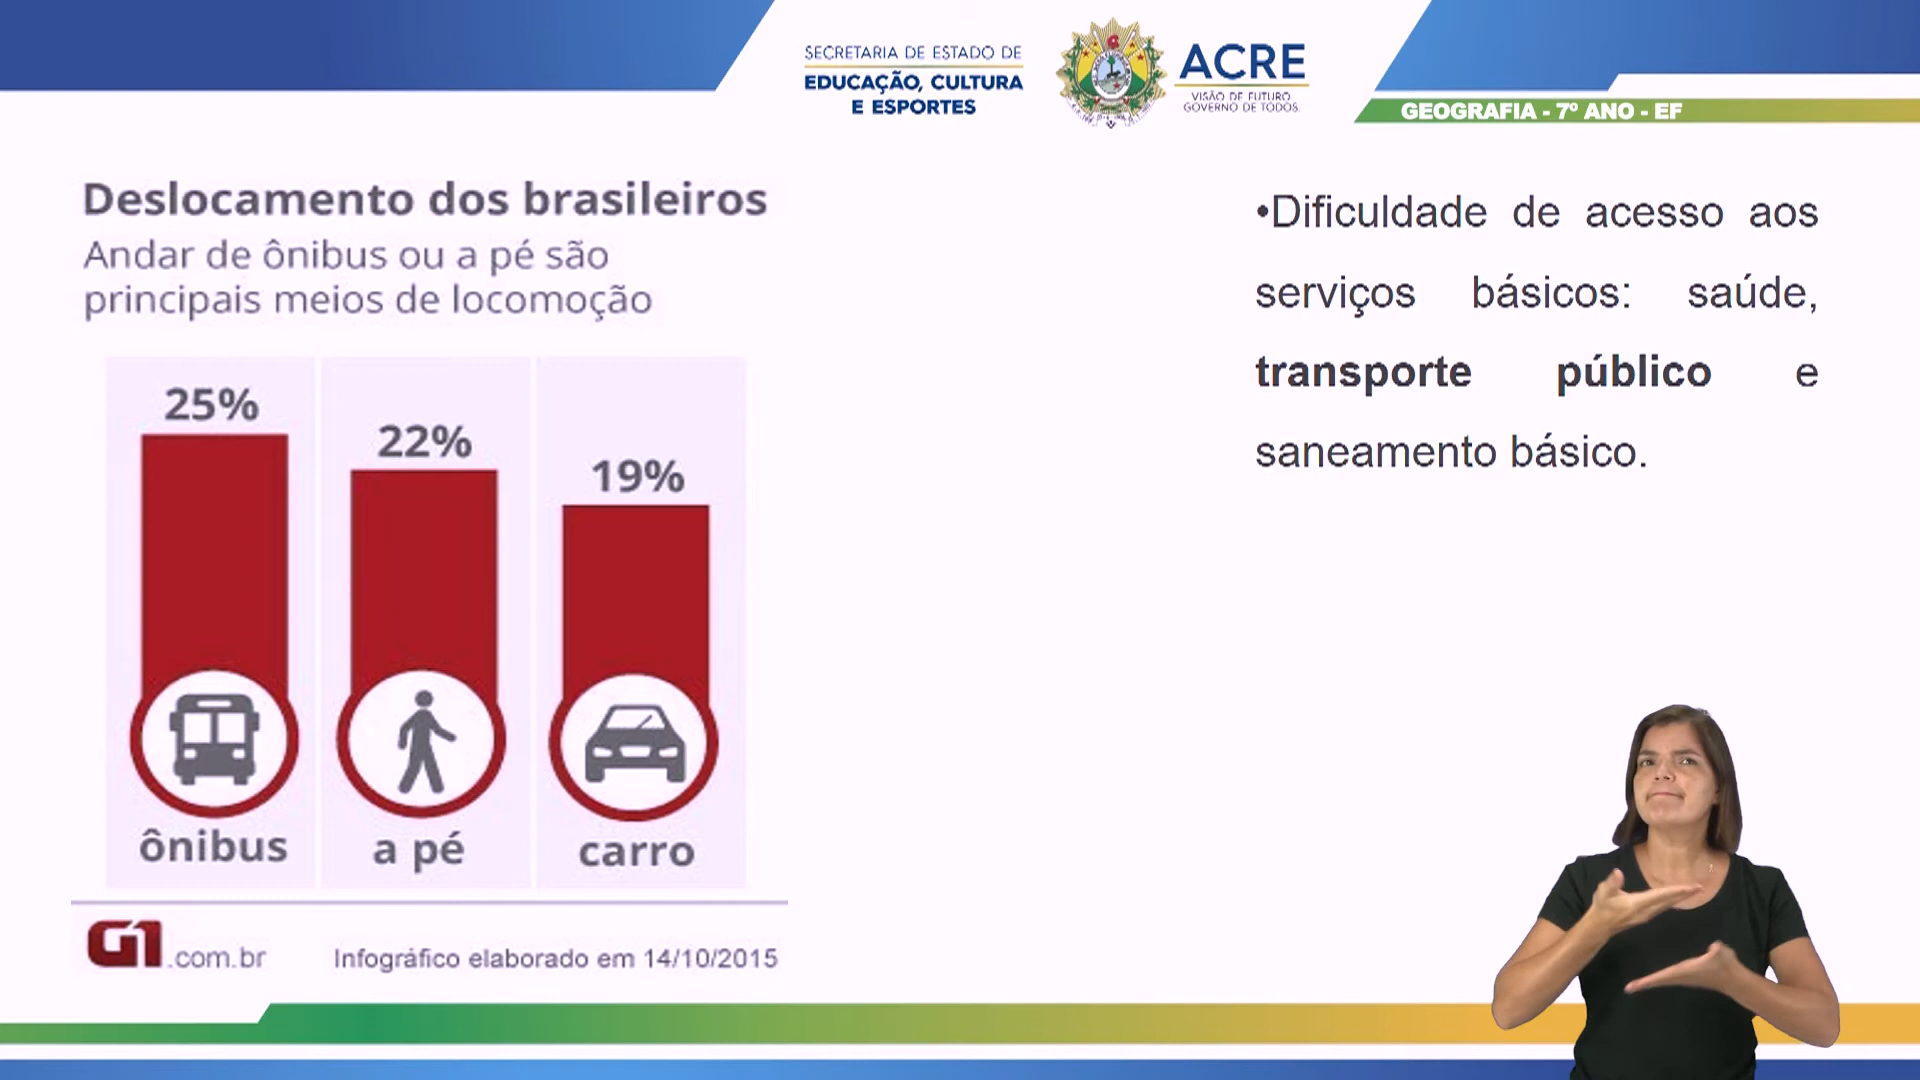 SECRETARIA DE ESTADO DE
EDUCAÇÃO, CULTURA
E ESPORTES
ACRE
VISÃO DE FUTURO
GOVERNO DE TODOS
GEOGRAFIA - 7º ANO - EF
Deslocamento dos brasileiros
Andar de ônibus ou a pé são
principais meios de locomoção
25%
22%
19%
ônibus
a pé
carro
G1.com.br
Infográfico elaborado em 14/10/2015
•Dificuldade de acesso aos
serviços básicos: saúde,
transporte público e
saneamento básico.